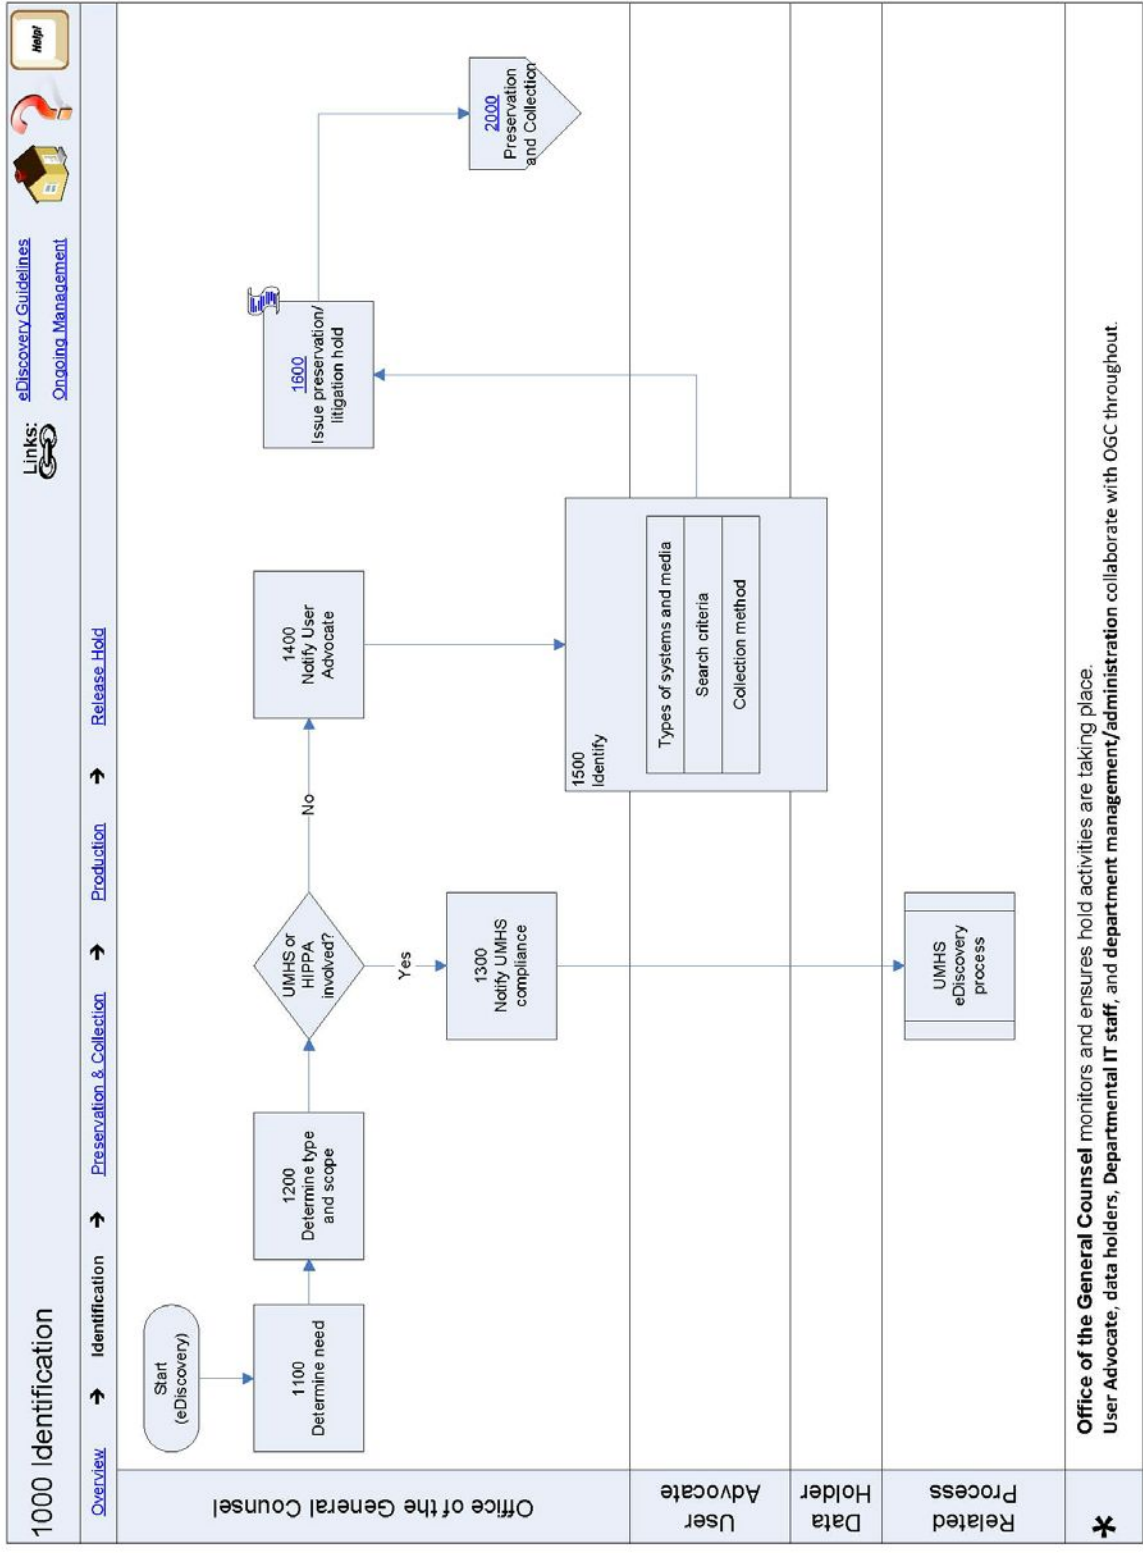 1000 Identification
Links:
eDiscovery Guidelines
Ongoing Management
Help!
Overview → Identification → Preservation & Collection → Production → Release Hold
Office of the General Counsel
Start
(eDiscovery)
1100
Determine need
1200
Determine type
and scope
UMHS or
HIPPA
involved?
No
Yes
1300
Notify UMHS
compliance
1400
Notify User
Advocate
1500
Identify
Types of systems and media
Search criteria
Collection method
1600
Issue preservation/
litigation hold
2000
Preservation
and Collection
User
Advocate
Data
Holder
Related
Process
UMHS
eDiscovery
process
*
Office of the General Counsel monitors and ensures hold activities are taking place.
User Advocate, data holders, Departmental IT staff, and department management/administration collaborate with OGC throughout.